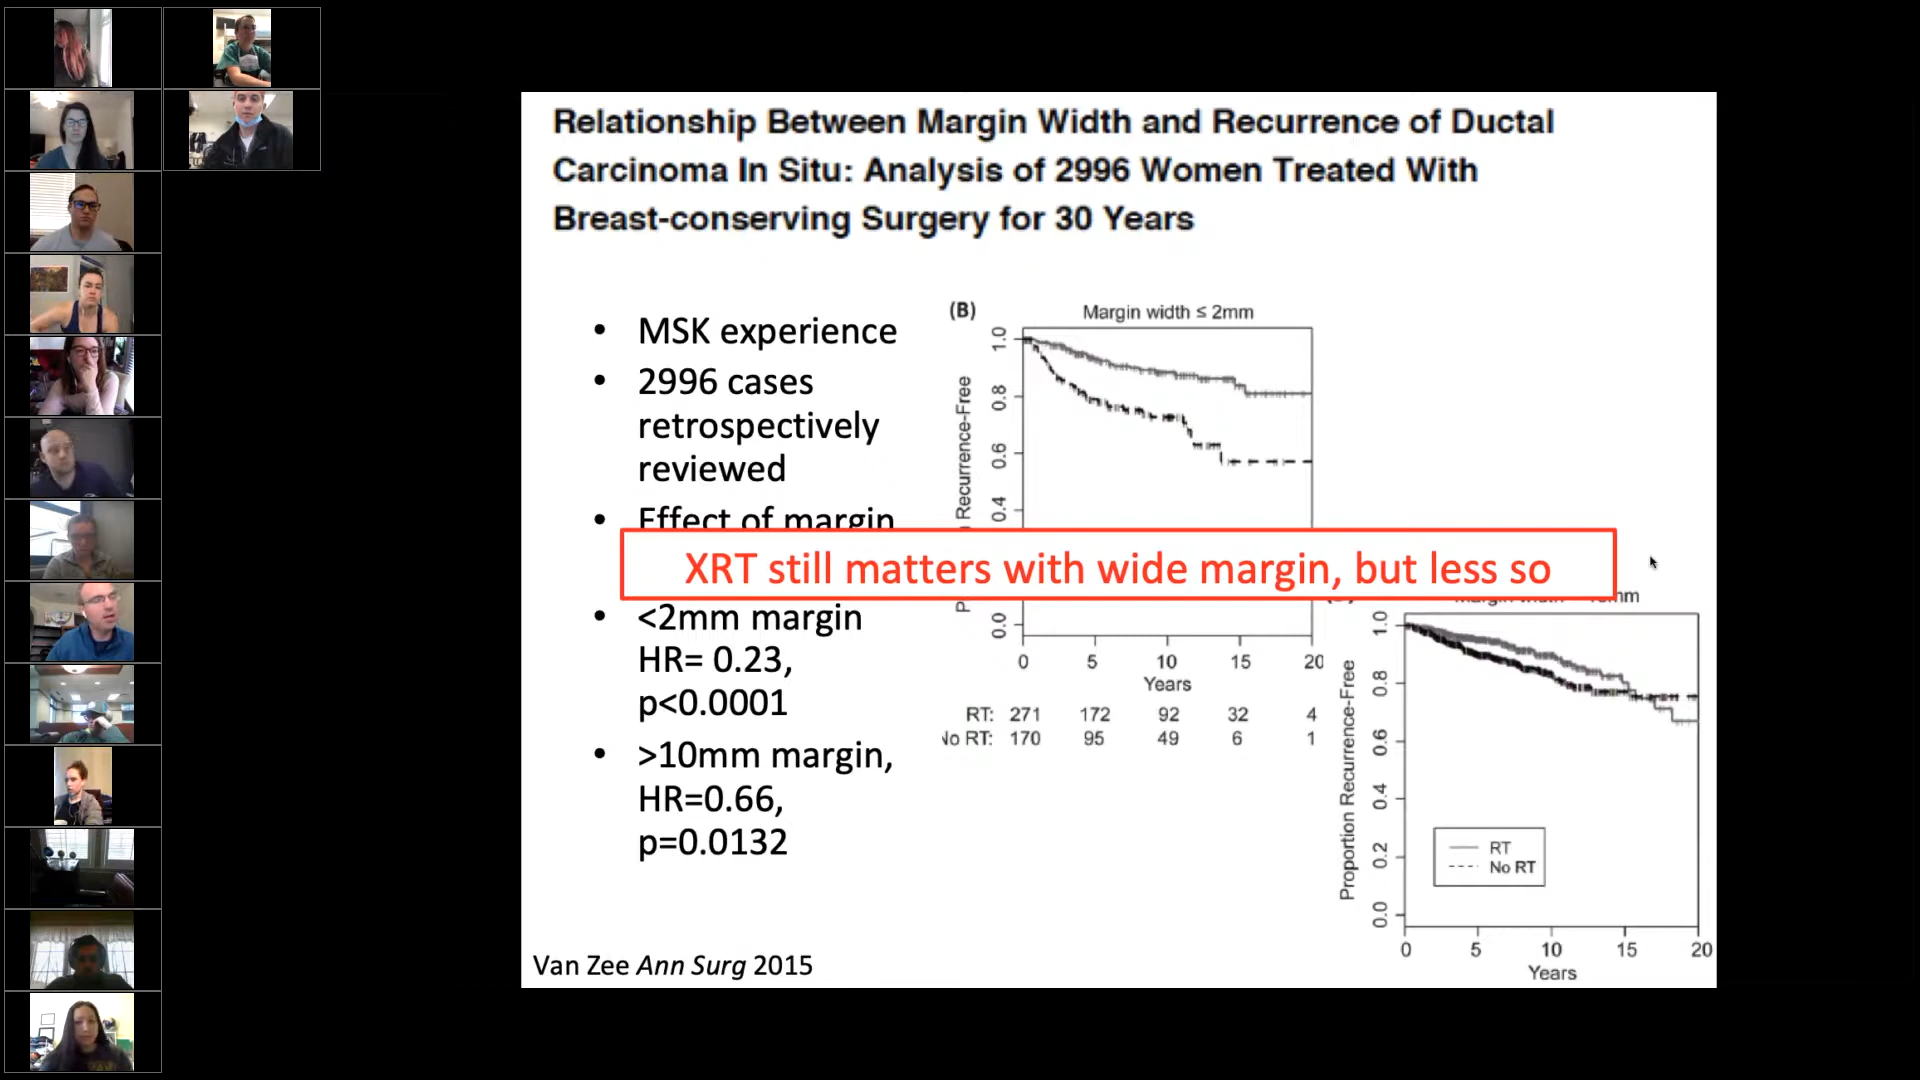 Relationship Between Margin Width and Recurrence of Ductal
Carcinoma In Situ: Analysis of 2996 Women Treated With
Breast-conserving Surgery for 30 Years
• MSK experience
• 2996 cases
retrospectively
reviewed
• Effect of margin
XRT still matters with wide margin, but less so
• <2mm margin
HR= 0.23,
p<0.0001
• >10mm margin,
HR=0.66,
p=0.0132
Van Zee Ann Surg 2015
(B)
Margin width ≤ 2mm
Recurrence-Free
1.0
0.8
0.6
0.4
0.0
0 5 10 15 20
Years
RT: 271 172 92 32 4
No RT: 170 95 49 6 1
Proportion Recurrence-Free
1.0
0.8
0.6
0.4
0.2
0.0
RT
No RT
0 5 10 15 20
Years